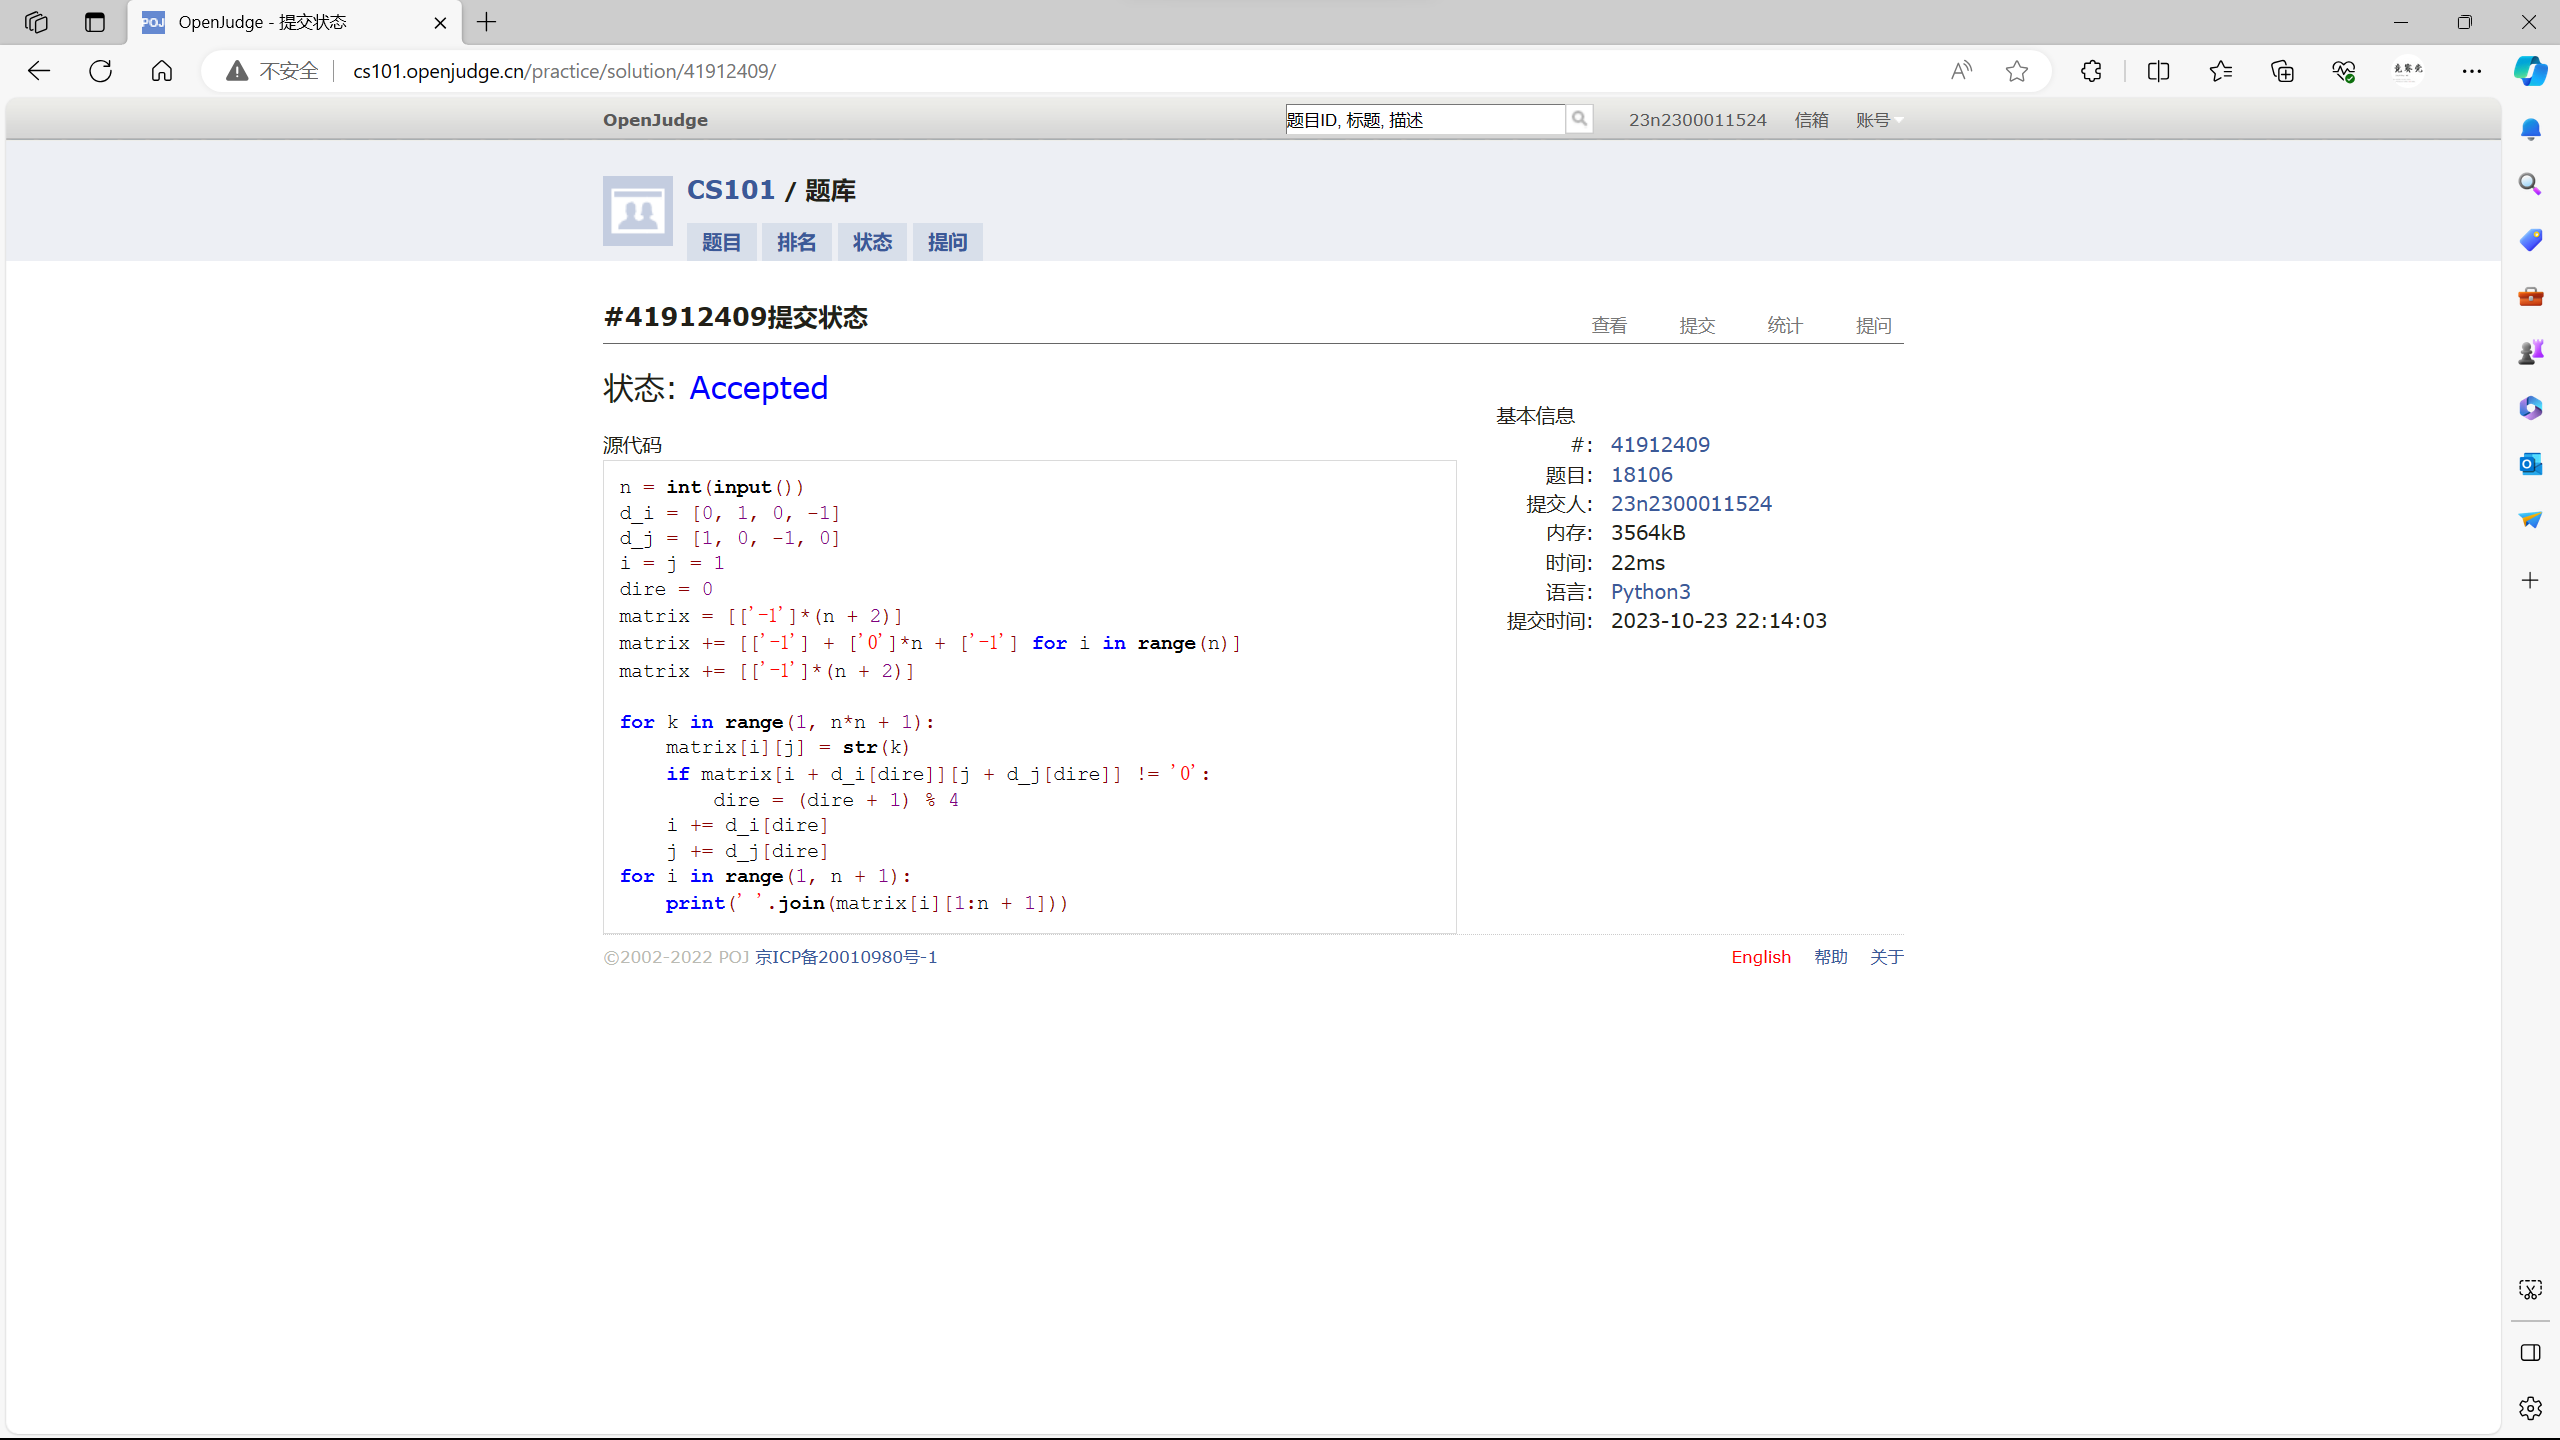 OpenJudge - 提交状态
不安全
cs101.openjudge.cn/practice/solution/41912409/
OpenJudge
题目ID, 标题, 描述
23n2300011524
信箱
账号
CS101 / 题库
题目
排名
状态
提问
#41912409提交状态
查看
提交
统计
提问
状态: Accepted
源代码
n = int(input())
d_i = [0, 1, 0, -1]
d_j = [1, 0, -1, 0]
i = j = 1
dire = 0
matrix = [['-1']*(n + 2)]
matrix += [['-1'] + ['0']*n + ['-1'] for i in range(n)]
matrix += [['-1']*(n + 2)]
for k in range(1, n*n + 1):
    matrix[i][j] = str(k)
    if matrix[i + d_i[dire]][j + d_j[dire]] != '0':
        dire = (dire + 1) % 4
    i += d_i[dire]
    j += d_j[dire]
for i in range(1, n + 1):
    print(' '.join(matrix[i][1:n + 1]))
基本信息
#: 41912409
题目: 18106
提交人: 23n2300011524
内存: 3564kB
时间: 22ms
语言: Python3
提交时间: 2023-10-23 22:14:03
©2002-2022 POJ 京ICP备20010980号-1
English
帮助
关于